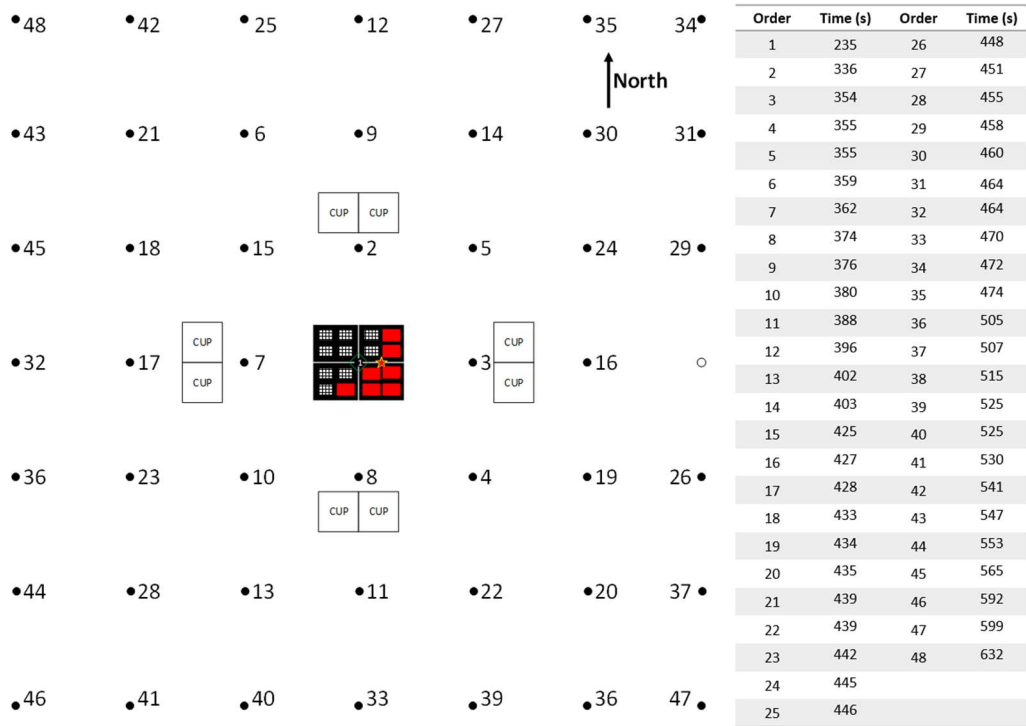 48 42 25 12 27 35 34
North
43 21 6 9 14 30 31
CUP CUP
45 18 15 2 5 24 29
CUP CUP
32 17 7 1 3 16
CUP CUP
36 23 10 8 4 19 26
CUP CUP
44 28 13 11 22 20 37
46 41 40 33 39 36 47
Order Time (s) Order Time (s)
1 235 26 448
2 336 27 451
3 354 28 455
4 355 29 458
5 355 30 460
6 359 31 464
7 362 32 464
8 374 33 470
9 376 34 472
10 380 35 474
11 388 36 505
12 396 37 507
13 402 38 515
14 403 39 525
15 425 40 525
16 427 41 530
17 428 42 541
18 433 43 547
19 434 44 553
20 435 45 565
21 439 46 592
22 439 47 599
23 442 48 632
24 445
25 446